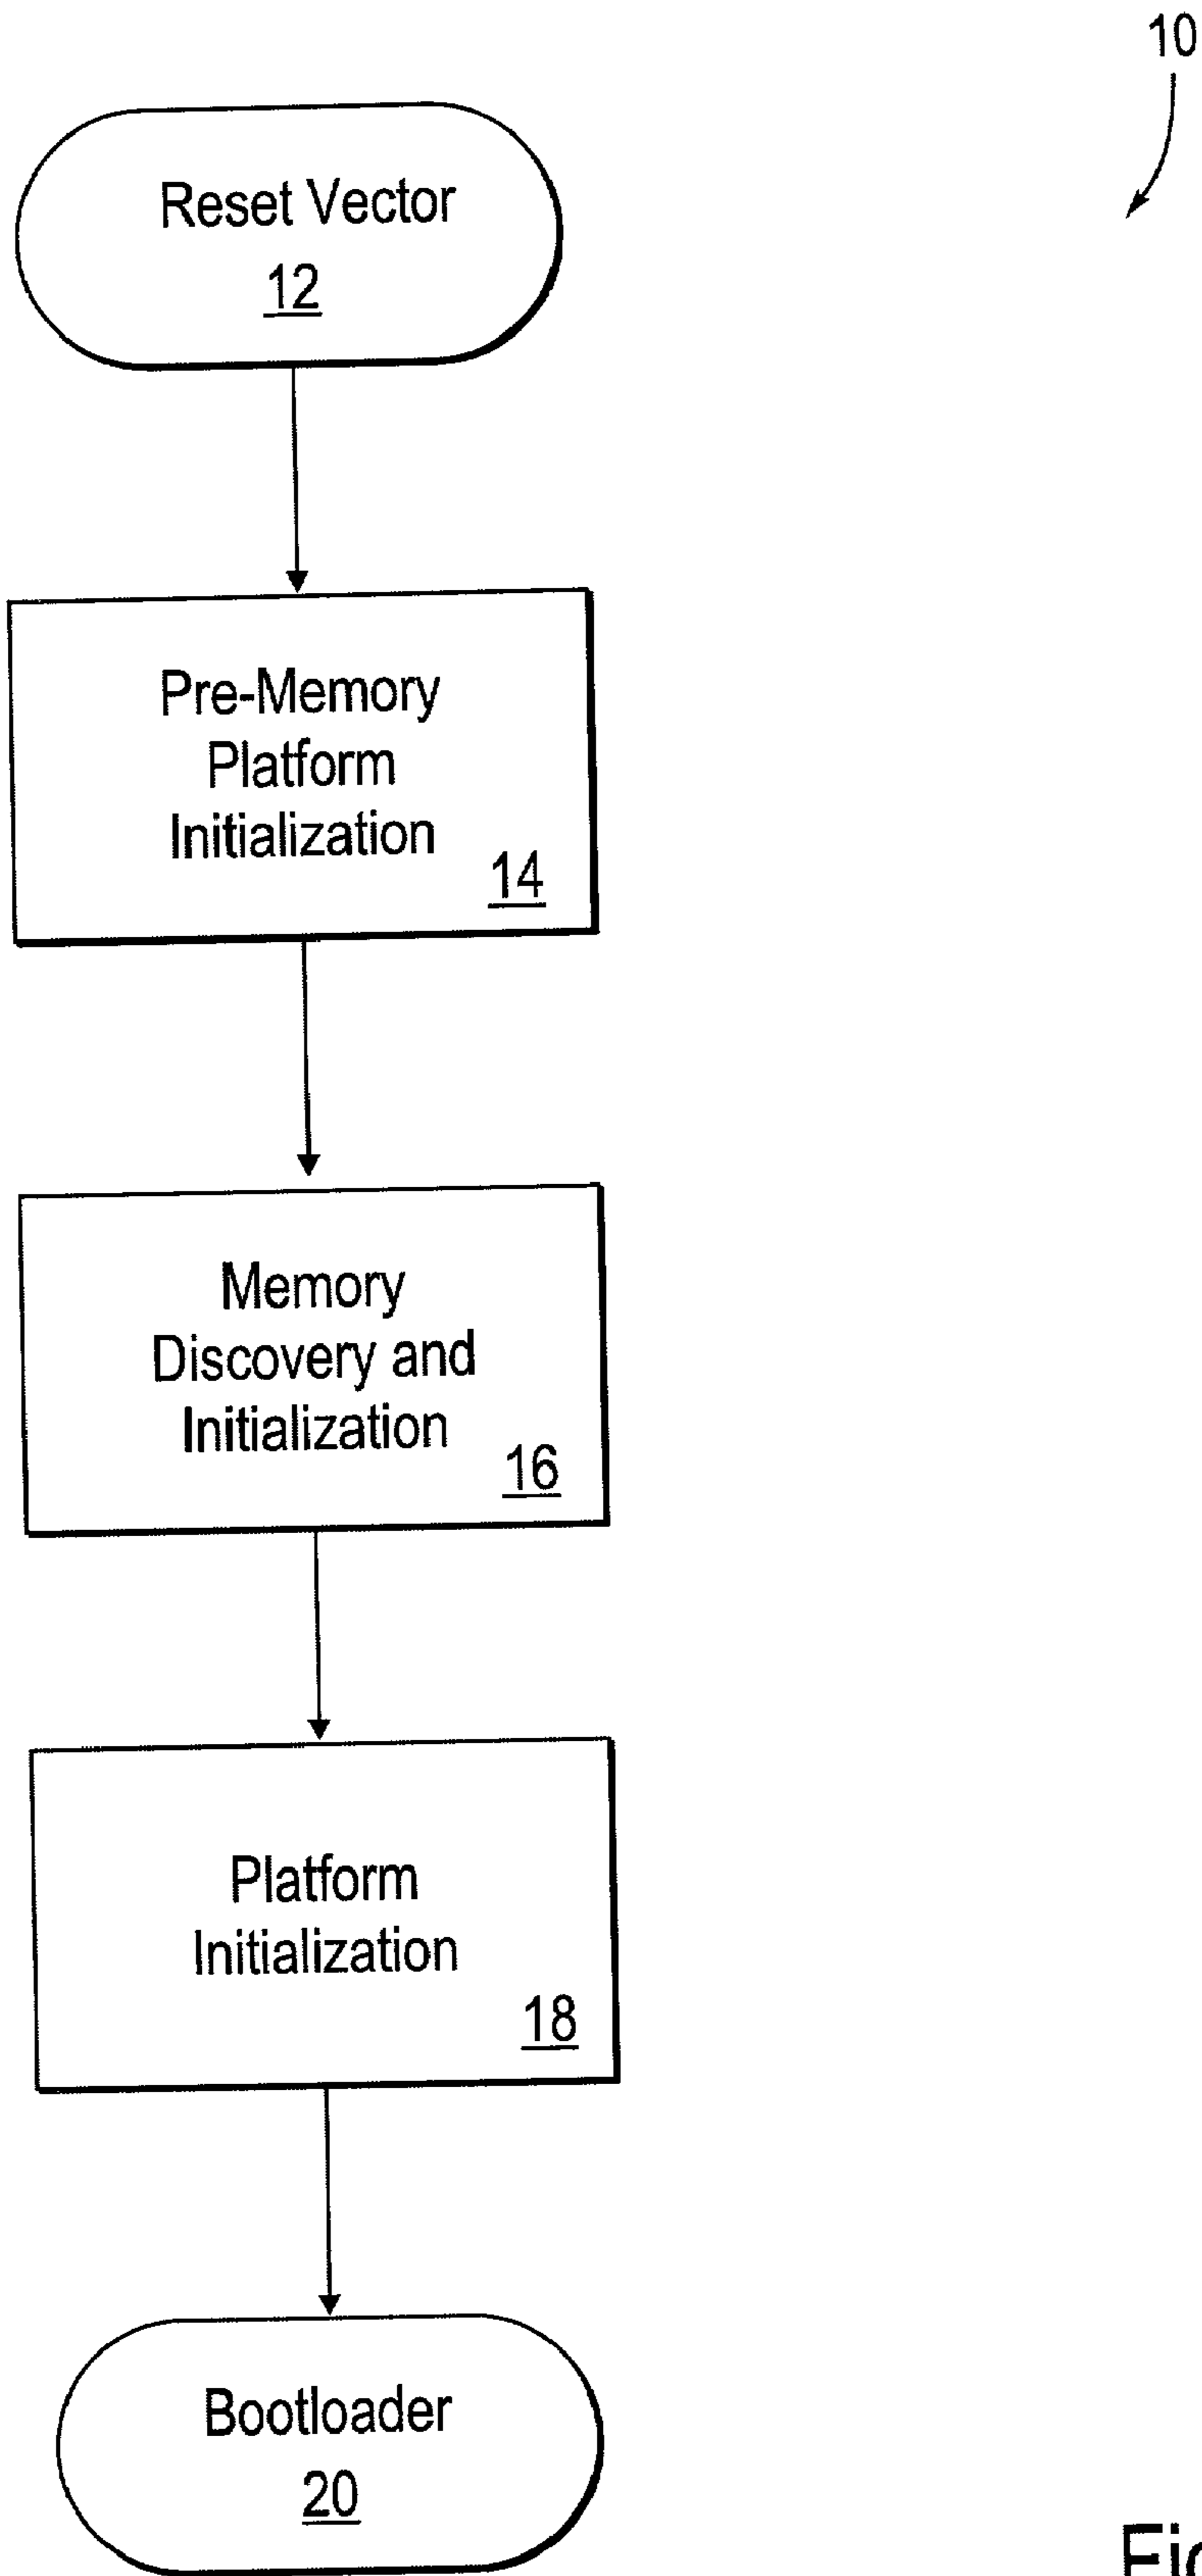 10
Reset Vector
12
Pre-Memory
Platform
Initialization
14
Memory
Discovery and
Initialization
16
Platform
Initialization
18
Bootloader
20